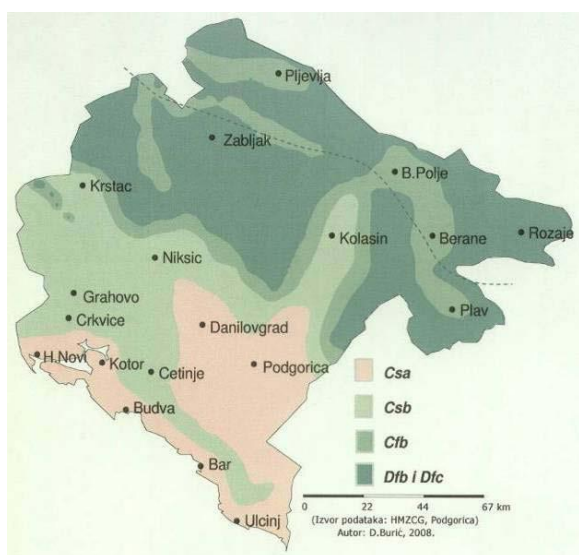 Pljevlja
Zabljak
B.Polje
Krstac
Kolasin
Berane
Rozaje
Niksic
Grahovo
Plav
Crkvice
Danilovgrad
H.Novi
Kotor
Cetinje
Podgorica
Csa
Budva
Csb
Cfb
Bar
Dfb i Dfc
0 22 44 67 km
(Izvor podataka: HMZCG, Podgorica)
Ulcinj
Autor: D.Burić, 2008.